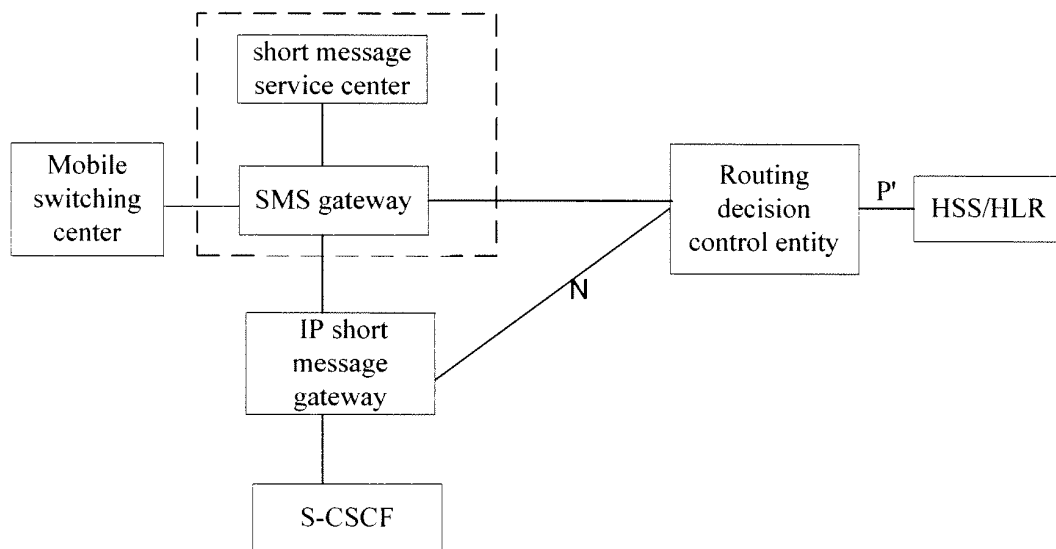 short message
service center
Mobile
switching
center
SMS gateway
Routing
decision
control entity
P'
HSS/HLR
N
IP short
message
gateway
S-CSCF